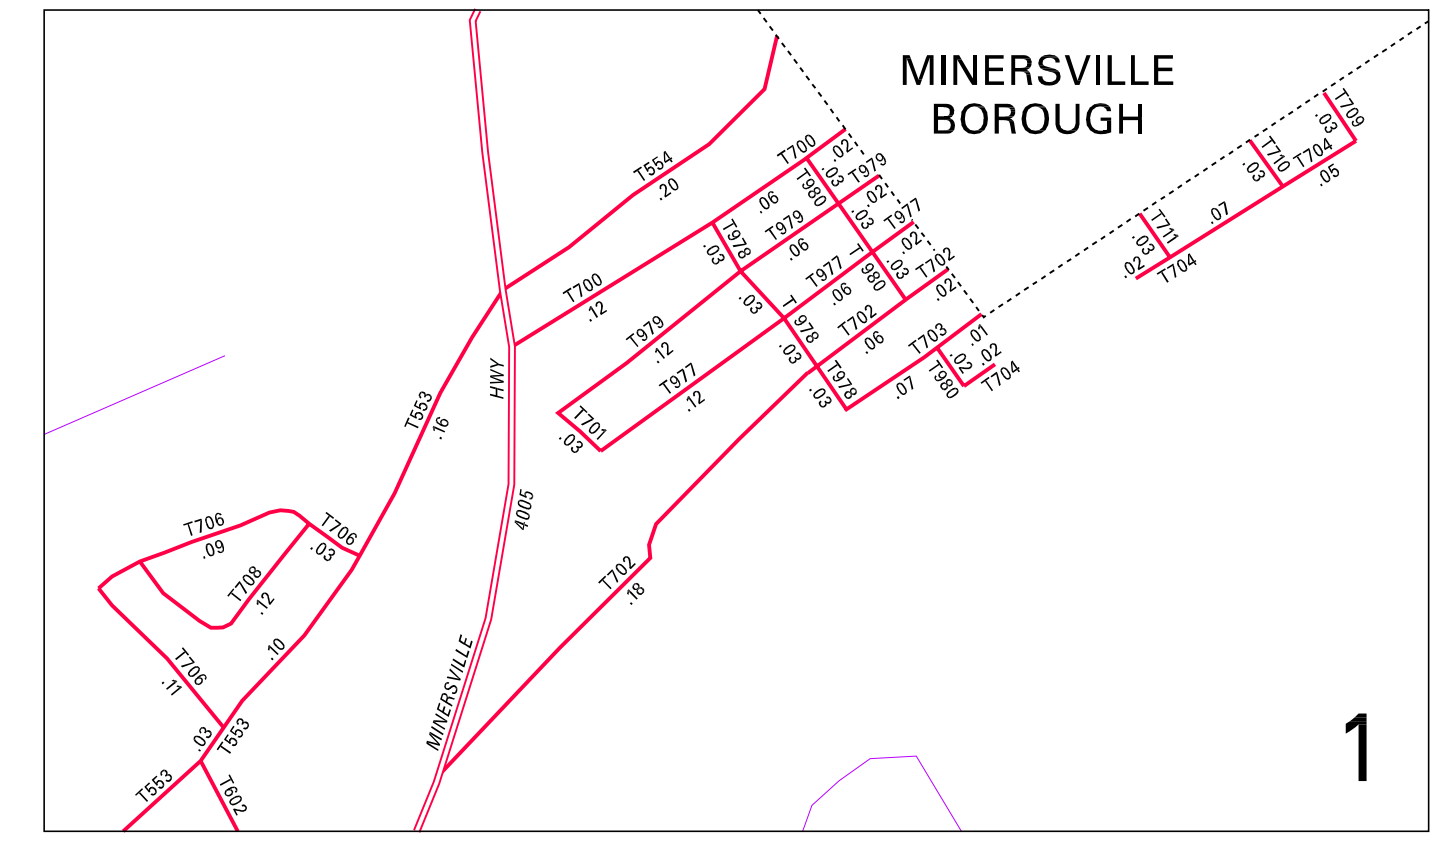 MINERSVILLE
BOROUGH
T709
.03
T704
.05
T710
.03
.07
T711
.03
.02
T704
T554
.20
T700
.02
.03
T980
T979
.02
.06
T979
.06
.03
T977
.02
T978
.03
T977
.06
T 980
.03
T702
.02
T700
.12
.03
T 978
.03
T702
.06
T703
.01
.02
.02
T980
T704
T979
.12
T977
.12
T978
.03
.07
T701
.03
HWY
T553
.16
4005
T706
.09
T706
.03
T708
.12
T702
.18
.10
T706
.11
MINERSVILLE
.03
T553
T553
T602
1